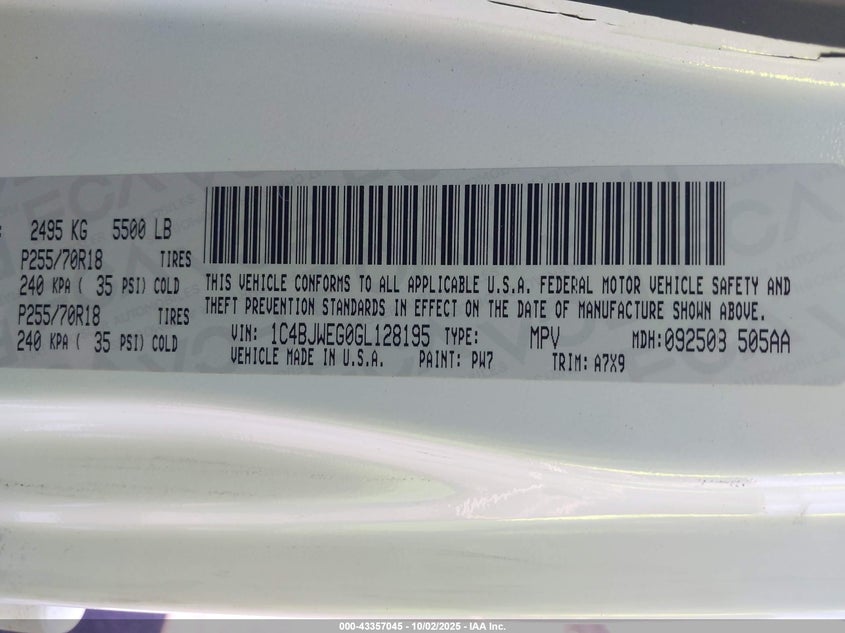 2495 KG 5500 LB
P255/70R18 TIRES
240 KPA ( 35 PSI) COLD
P255/70R18 TIRES
240 KPA ( 35 PSI) COLD
THIS VEHICLE CONFORMS TO ALL APPLICABLE U.S.A. FEDERAL MOTOR VEHICLE SAFETY AND
THEFT PREVENTION STANDARDS IN EFFECT ON THE DATE OF MANUFACTURE SHOWN ABOVE.
VIN: 1C4BJWEG0GL128195 TYPE: MPV MDH:092503 505AA
VEHICLE MADE IN U.S.A. PAINT: PW7 TRIM: A7X9
000-43357045 - 10/02/2025 - IAA Inc.